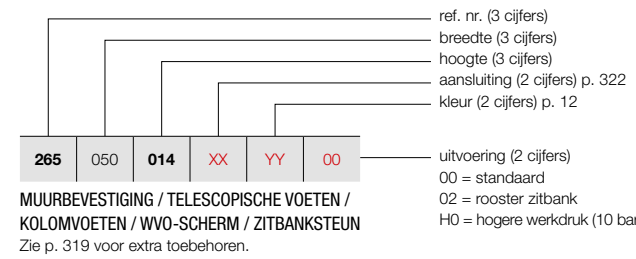 ref. nr. (3 cijfers)
breedte (3 cijfers)
hoogte (3 cijfers)
aansluiting (2 cijfers) p. 322
kleur (2 cijfers) p. 12
265 050 014 XX YY 00
uitvoering (2 cijfers)
00 = standaard
02 = rooster zitbank
H0 = hogere werkdruk (10 bar
MUURBEVESTIGING / TELESCOPISCHE VOETEN /
KOLOMVOETEN / WVO-SCHERM / ZITBANKSTEUN
Zie p. 319 voor extra toebehoren.